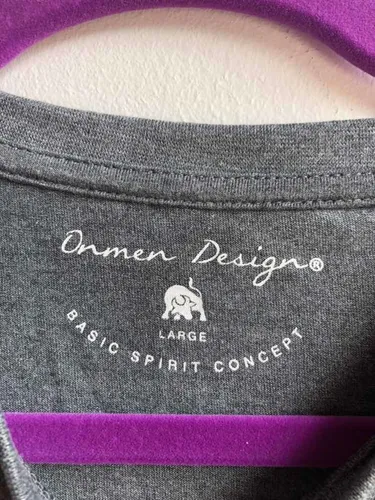 Onmen Design®
LARGE
BASIC SPIRIT CONCEPT